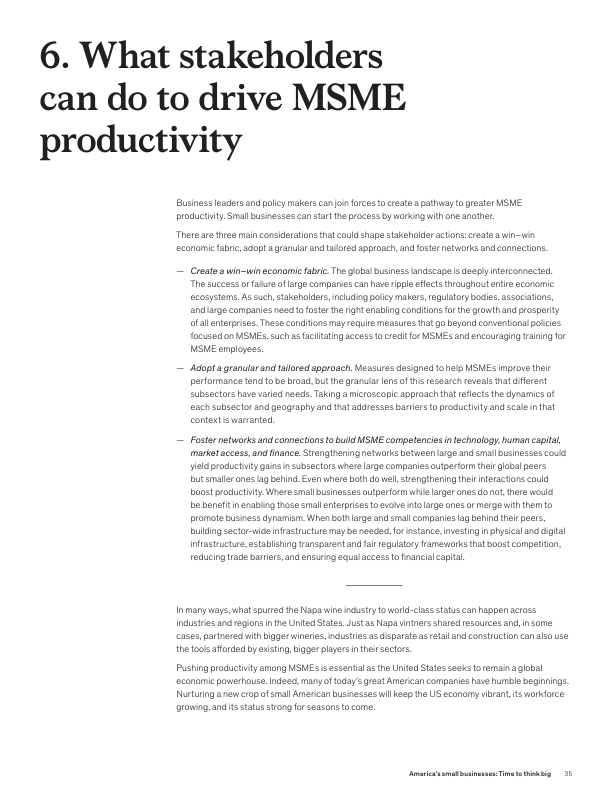 6. What stakeholders
can do to drive MSME
productivity
Business leaders and policy makers can join forces to create a pathway to greater MSME
productivity. Small businesses can start the process by working with one another.
There are three main considerations that could shape stakeholder actions: create a win–win
economic fabric, adopt a granular and tailored approach, and foster networks and connections.
— Create a win–win economic fabric. The global business landscape is deeply interconnected.
The success or failure of large companies can have ripple effects throughout entire economic
ecosystems. As such, stakeholders, including policy makers, regulatory bodies, associations,
and large companies need to foster the right enabling conditions for the growth and prosperity
of all enterprises. These conditions may require measures that go beyond conventional policies
focused on MSMEs, such as facilitating access to credit for MSMEs and encouraging training for
MSME employees.
— Adopt a granular and tailored approach. Measures designed to help MSMEs improve their
performance tend to be broad, but the granular lens of this research reveals that different
subsectors have varied needs. Taking a microscopic approach that reflects the dynamics of
each subsector and geography and that addresses barriers to productivity and scale in that
context is warranted.
— Foster networks and connections to build MSME competencies in technology, human capital,
market access, and finance. Strengthening networks between large and small businesses could
yield productivity gains in subsectors where large companies outperform their global peers
but smaller ones lag behind. Even where both do well, strengthening their interactions could
boost productivity. Where small businesses outperform while larger ones do not, there would
be benefit in enabling those small enterprises to evolve into large ones or merge with them to
promote business dynamism. When both large and small companies lag behind their peers,
building sector-wide infrastructure may be needed, for instance, investing in physical and digital
infrastructure, establishing transparent and fair regulatory frameworks that boost competition,
reducing trade barriers, and ensuring equal access to financial capital.
In many ways, what spurred the Napa wine industry to world-class status can happen across
industries and regions in the United States. Just as Napa vintners shared resources and, in some
cases, partnered with bigger wineries, industries as disparate as retail and construction can also use
the tools afforded by existing, bigger players in their sectors.
Pushing productivity among MSMEs is essential as the United States seeks to remain a global
economic powerhouse. Indeed, many of today's great American companies have humble beginnings.
Nurturing a new crop of small American businesses will keep the US economy vibrant, its workforce
growing, and its status strong for seasons to come.
America's small businesses: Time to think big 35